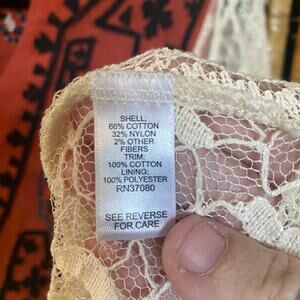 SHELL:
66% COTTON
32% NYLON
2% OTHER
FIBERS
TRIM:
100% COTTON
LINING:
100% POLYESTER
RN37080
SEE REVERSE
FOR CARE